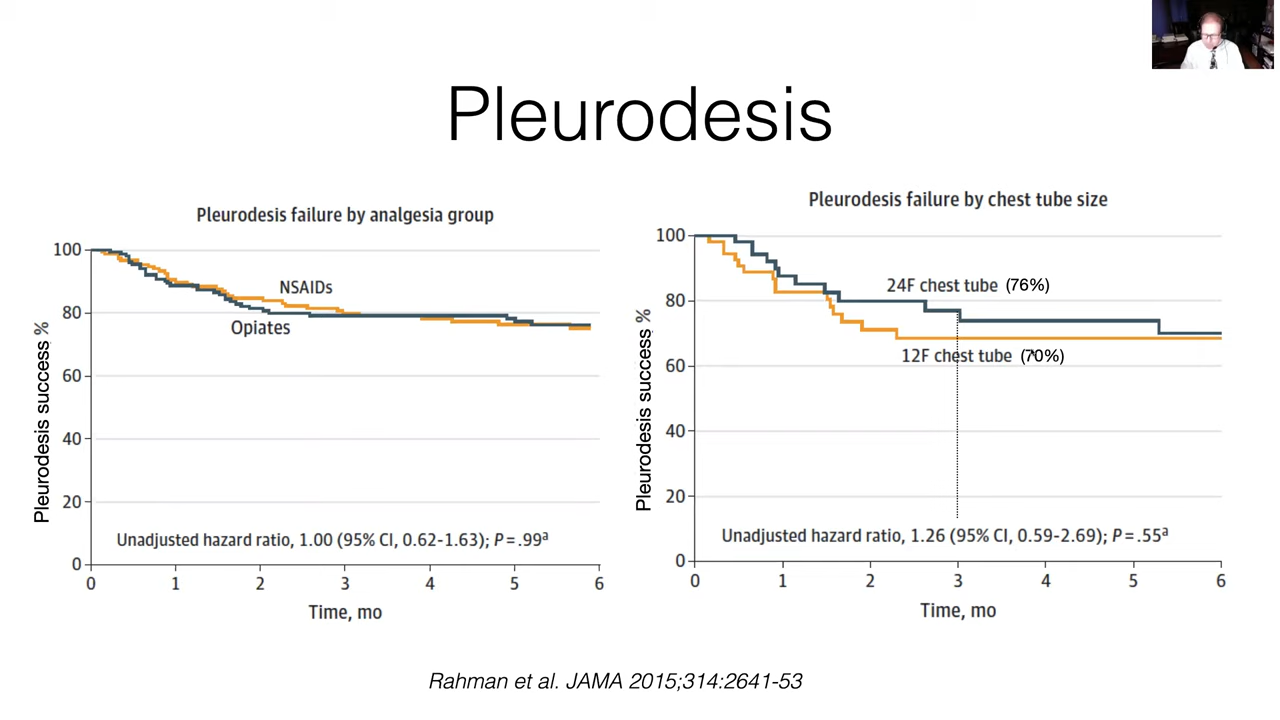 Pleurodesis
Pleurodesis failure by analgesia group
Pleurodesis success %
100
80
60
40
20
0
NSAIDs
Opiates
Unadjusted hazard ratio, 1.00 (95% CI, 0.62-1.63); P = .99a
0 1 2 3 4 5 6
Time, mo
Pleurodesis failure by chest tube size
Pleurodesis success %
100
80
60
40
20
0
24F chest tube (76%)
12F chest tube (70%)
Unadjusted hazard ratio, 1.26 (95% CI, 0.59-2.69); P = .55a
0 1 2 3 4 5 6
Time, mo
Rahman et al. JAMA 2015;314:2641-53